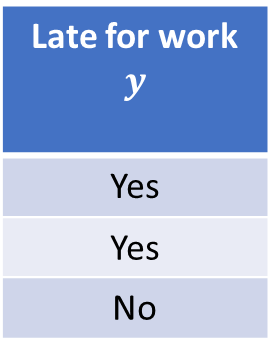 Late for work
y
Yes
Yes
No